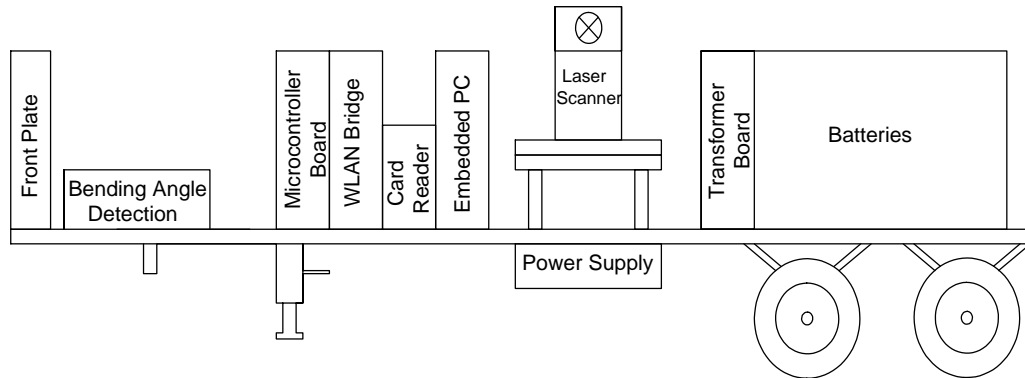 Front Plate
Bending Angle
Detection
Microcontroller
Board
WLAN Bridge
Card
Reader
Embedded PC
Laser
Scanner
Power Supply
Transformer
Board
Batteries